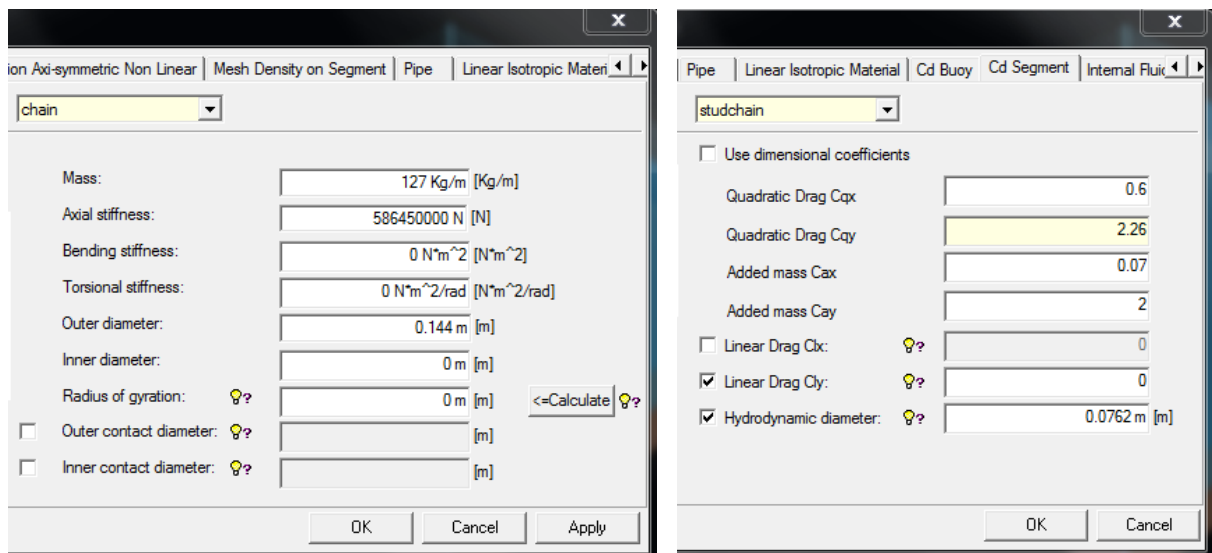 x
ion Axi-symmetric Non Linear Mesh Density on Segment Pipe Linear Isotropic Materi
chain
Mass: 127 Kg/m [Kg/m]
Axial stiffness: 586450000 N [N]
Bending stiffness: 0 N*m^2 [N*m^2]
Torsional stiffness: 0 N*m^2/rad [N*m^2/rad]
Outer diameter: 0.144 m [m]
Inner diameter: 0 m [m]
Radius of gyration: ? 0 m [m] <=Calculate ?
Outer contact diameter: ? [m]
Inner contact diameter: ? [m]
OK Cancel Apply
x
Pipe Linear Isotropic Material Cd Buoy Cd Segment Internal Fluid
studchain
Use dimensional coefficients
Quadratic Drag Cqx 0.6
Quadratic Drag Cqy 2.26
Added mass Cax 0.07
Added mass Cay 2
Linear Drag Clx: ? 0
Linear Drag Cly: ? 0
Hydrodynamic diameter: ? 0.0762 m [m]
OK Cancel